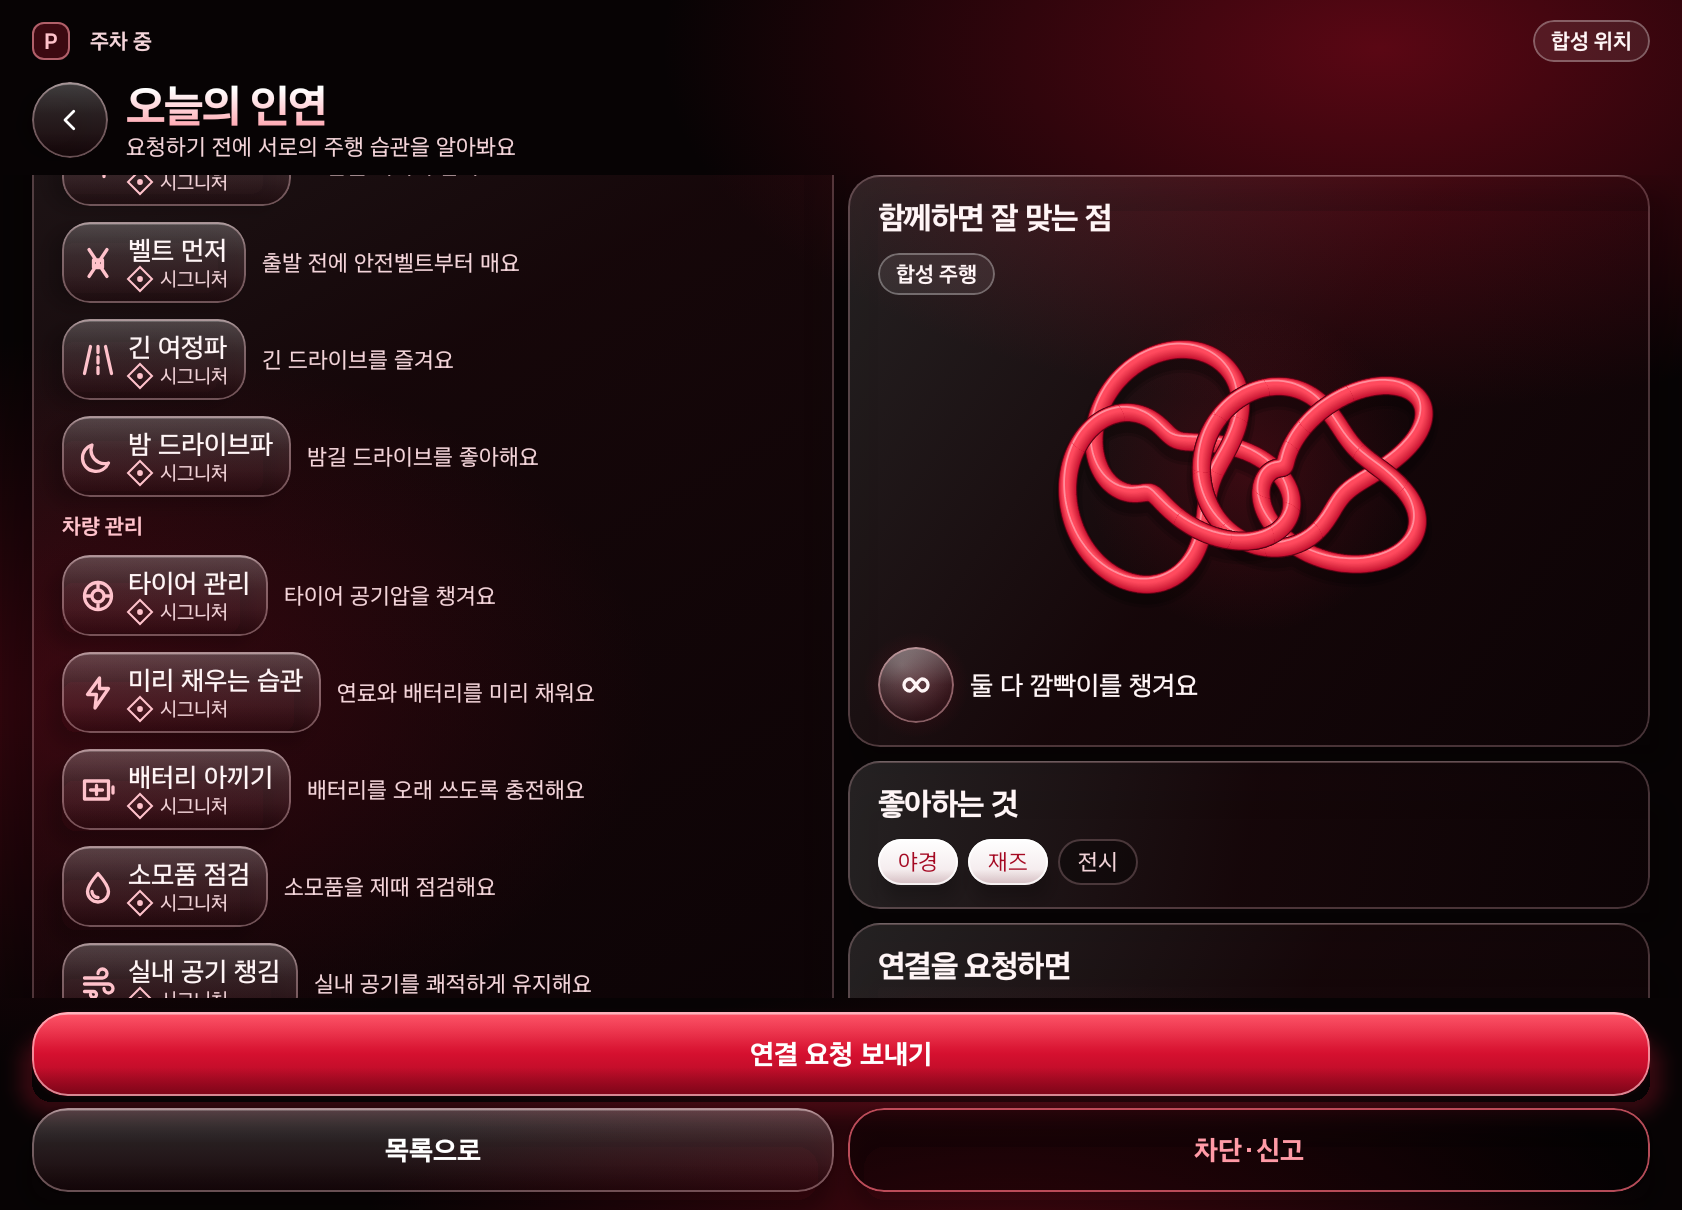 P 주차 중
합성 위치
오늘의 인연
요청하기 전에 서로의 주행 습관을 알아봐요
시그니처
벨트 먼저
시그니처
출발 전에 안전벨트부터 매요
긴 여정파
시그니처
긴 드라이브를 즐겨요
밤 드라이브파
시그니처
밤길 드라이브를 좋아해요
차량 관리
타이어 관리
시그니처
타이어 공기압을 챙겨요
미리 채우는 습관
시그니처
연료와 배터리를 미리 채워요
배터리 아끼기
시그니처
배터리를 오래 쓰도록 충전해요
소모품 점검
시그니처
소모품을 제때 점검해요
실내 공기 챙김
실내 공기를 쾌적하게 유지해요
함께하면 잘 맞는 점
합성 주행
둘 다 깜빡이를 챙겨요
좋아하는 것
야경
재즈
전시
연결을 요청하면
연결 요청 보내기
목록으로
차단·신고